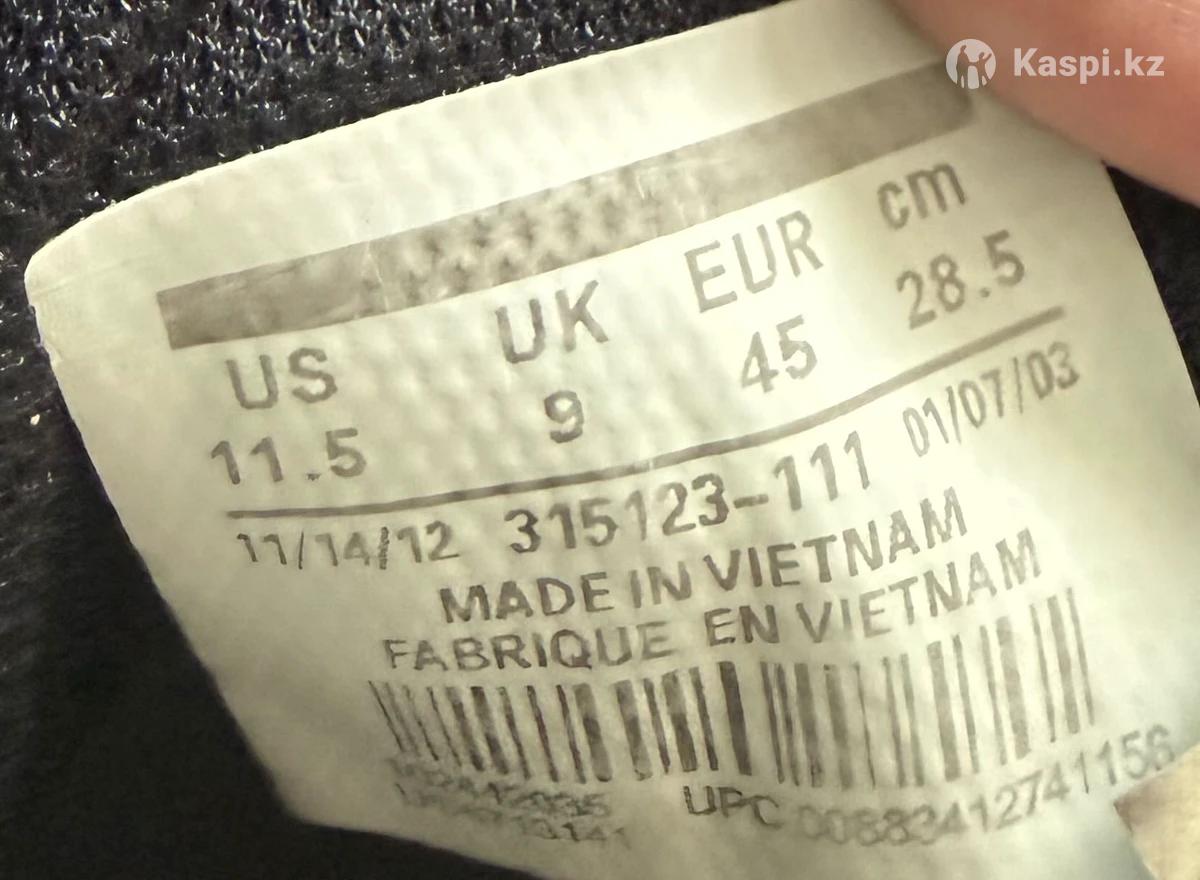 Kaspi.kz
US UK EUR cm
11.5 9 45 28.5
11/14/12 315123-111 01/07/03
MADE IN VIETNAM
FABRIQUE EN VIETNAM
UPC 00883412741156